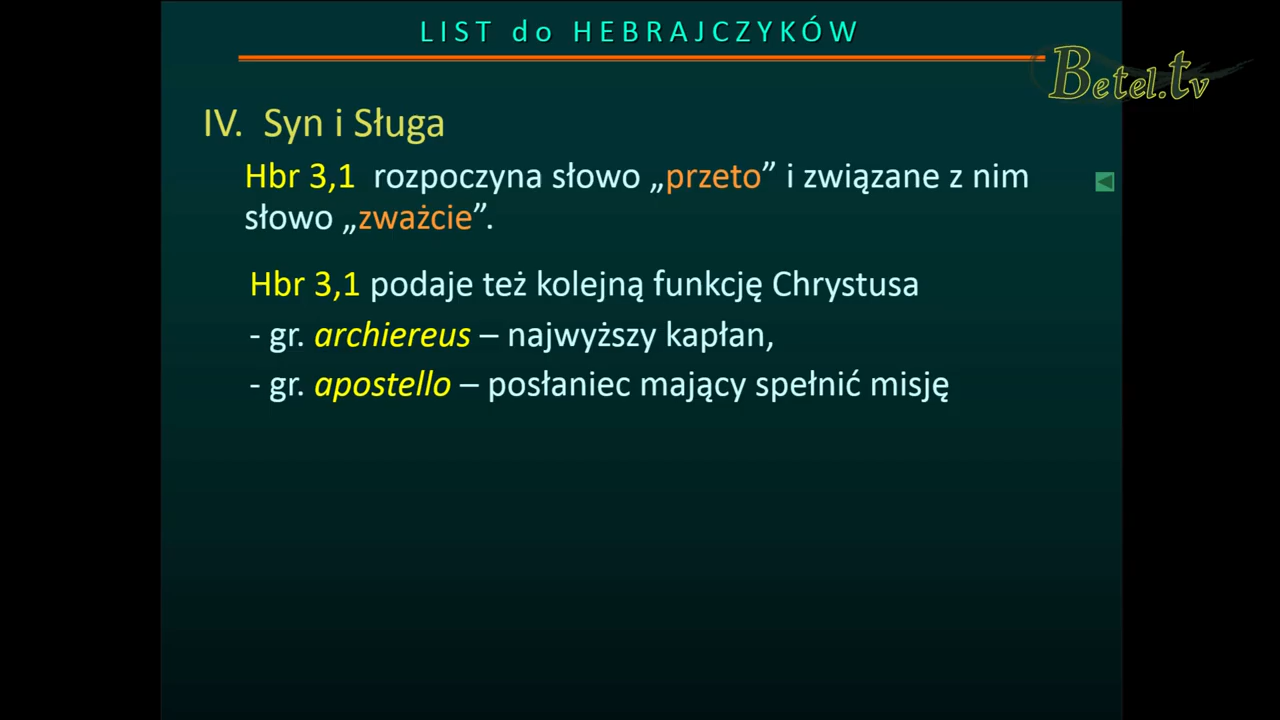 LIST do HEBRAJCZYKÓW
Betel.tv
IV. Syn i Sługa
Hbr 3,1 rozpoczyna słowo „przeto” i związane z nim
słowo „zważcie”.
Hbr 3,1 podaje też kolejną funkcję Chrystusa
- gr. archiereus – najwyższy kapłan,
- gr. apostello – posłaniec mający spełnić misję